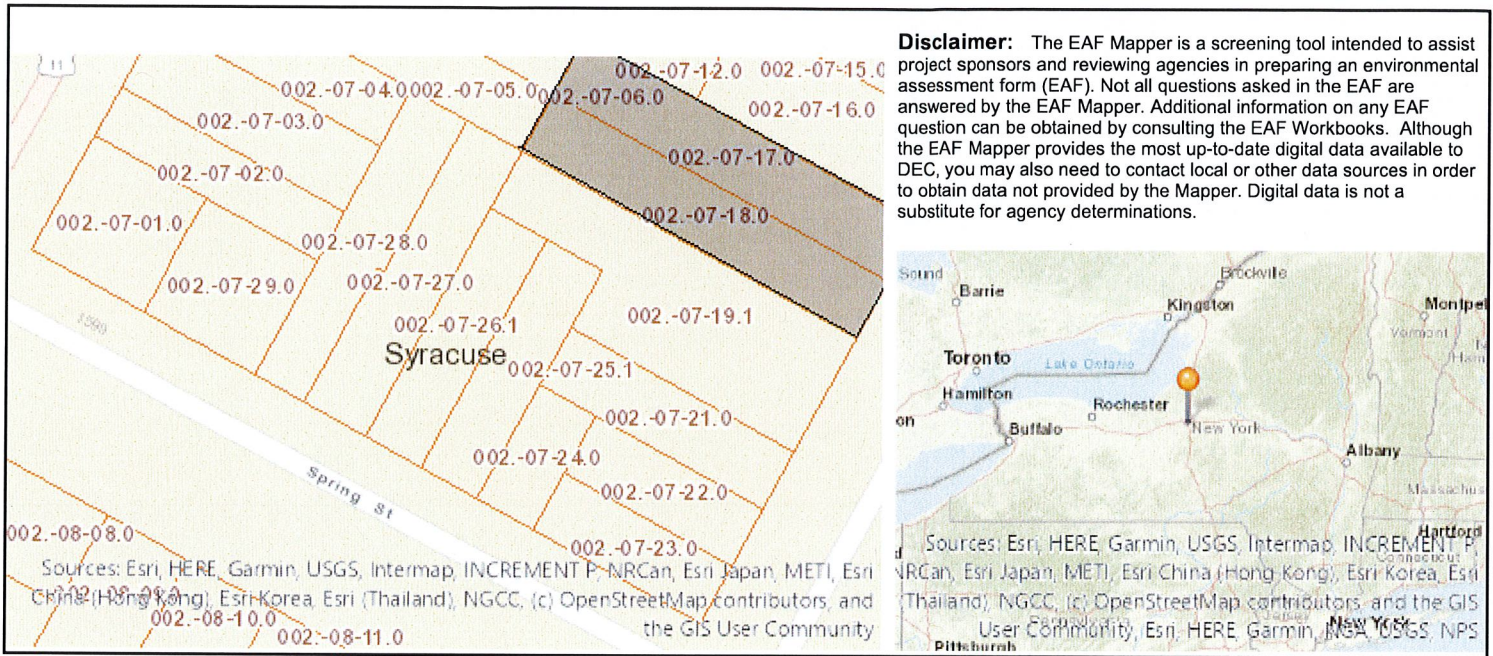 11
002.-07-12.0
002.-07-15.0
002.-07-04.0
002.-07-05.0
002.-07-06.0
002.-07-16.0
002.-07-03.0
002.-07-17.0
002.-07-02.0
002.-07-18.0
002.-07-01.0
002.-07-28.0
002.-07-29.0
002.-07-27.0
002.-07-19.1
002.-07-26.1
Syracuse
002.-07-25.1
002.-07-21.0
002.-07-24.0
Spring St
002.-07-22.0
002.-08-08.0
002.-07-23.0
Sources: Esri, HERE, Garmin, USGS, Intermap, INCREMENT P, NRCan, Esri Japan, METI, Esri
China (Hong Kong), Esri Korea, Esri (Thailand), NGCC, (c) OpenStreetMap contributors, and
the GIS User Community
002.-08-10.0
002.-08-11.0
Disclaimer: The EAF Mapper is a screening tool intended to assist
project sponsors and reviewing agencies in preparing an environmental
assessment form (EAF). Not all questions asked in the EAF are
answered by the EAF Mapper. Additional information on any EAF
question can be obtained by consulting the EAF Workbooks. Although
the EAF Mapper provides the most up-to-date digital data available to
DEC, you may also need to contact local or other data sources in order
to obtain data not provided by the Mapper. Digital data is not a
substitute for agency determinations.
Sound
Barrie
Brockville
Kingston
Montpel
Vermont
Toronto
Lake Ontario
Hamilton
Rochester
on
Buffalo
New York
Albany
Massachus
Hartford
Sources: Esri, HERE, Garmin, USGS, Intermap, INCREMENT P,
NRCan, Esri Japan, METI, Esri China (Hong Kong), Esri Korea, Esri
(Thailand), NGCC, (c) OpenStreetMap contributors, and the GIS
User Community, Esri, HERE, Garmin, NGA, USGS, NPS
New York
Pittsburgh